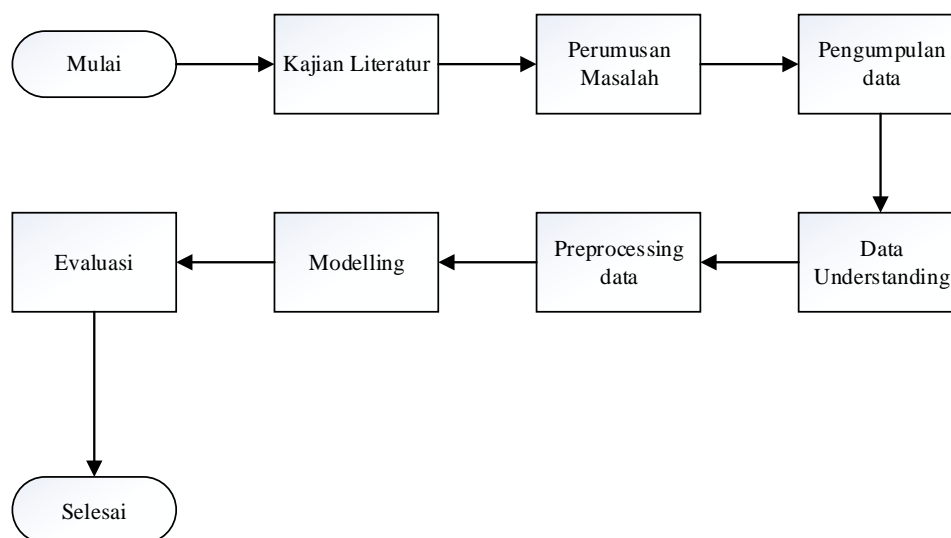 Mulai
Kajian Literatur
Perumusan
Masalah
Pengumpulan
data
Data
Understanding
Preprocessing
data
Modelling
Evaluasi
Selesai